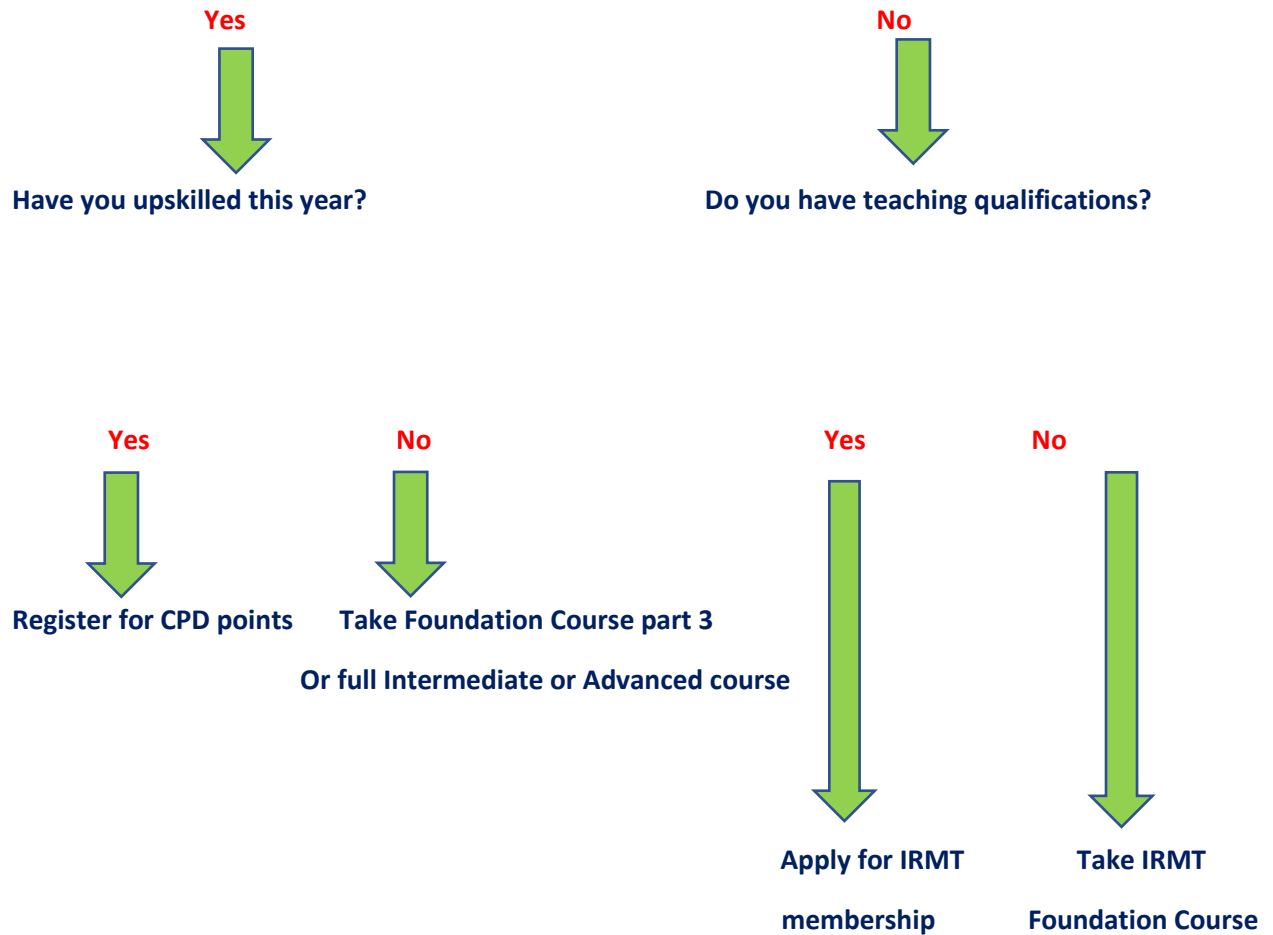 Yes No
Have you upskilled this year? Do you have teaching qualifications?
Yes No Yes No
Register for CPD points Take Foundation Course part 3
Or full Intermediate or Advanced course
Apply for IRMT Take IRMT
membership Foundation Course